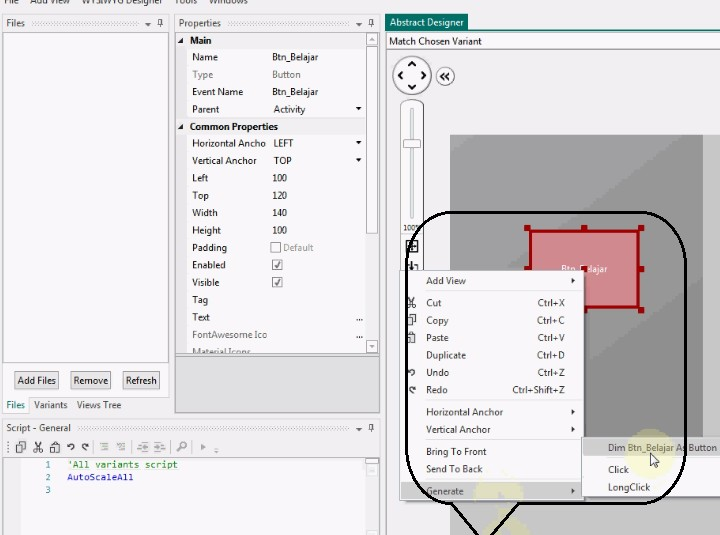 File Add View WYSIWYG Designer Tools Windows
Files
Properties
Main
Name Btn_Belajar
Type Button
Event Name Btn_Belajar
Parent Activity
Common Properties
Horizontal Ancho LEFT
Vertical Anchor TOP
Left 100
Top 120
Width 140
Height 100
Padding Default
Enabled
Visible
Tag
Text ...
FontAwesome Ico ...
Material Icons
Add Files Remove Refresh
Files Variants Views Tree
Script - General
1 'All variants script
2 AutoScaleAll
3
Abstract Designer
Match Chosen Variant
100%
Btn_Belajar
Add View
Cut Ctrl+X
Copy Ctrl+C
Paste Ctrl+V
Duplicate Ctrl+D
Undo Ctrl+Z
Redo Ctrl+Shift+Z
Horizontal Anchor
Vertical Anchor
Bring To Front
Send To Back
Generate
Dim Btn_Belajar As Button
Click
LongClick